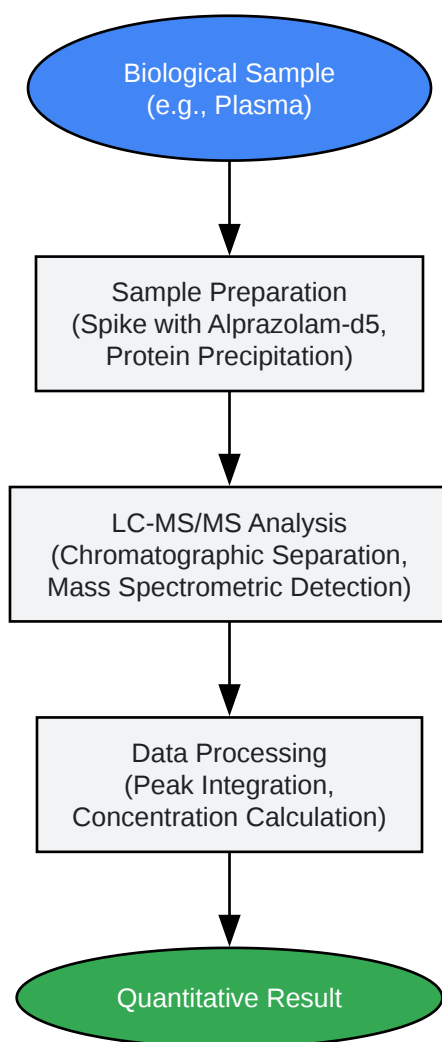 Biological Sample
(e.g., Plasma)
Sample Preparation
(Spike with Alprazolam-d5,
Protein Precipitation)
LC-MS/MS Analysis
(Chromatographic Separation,
Mass Spectrometric Detection)
Data Processing
(Peak Integration,
Concentration Calculation)
Quantitative Result